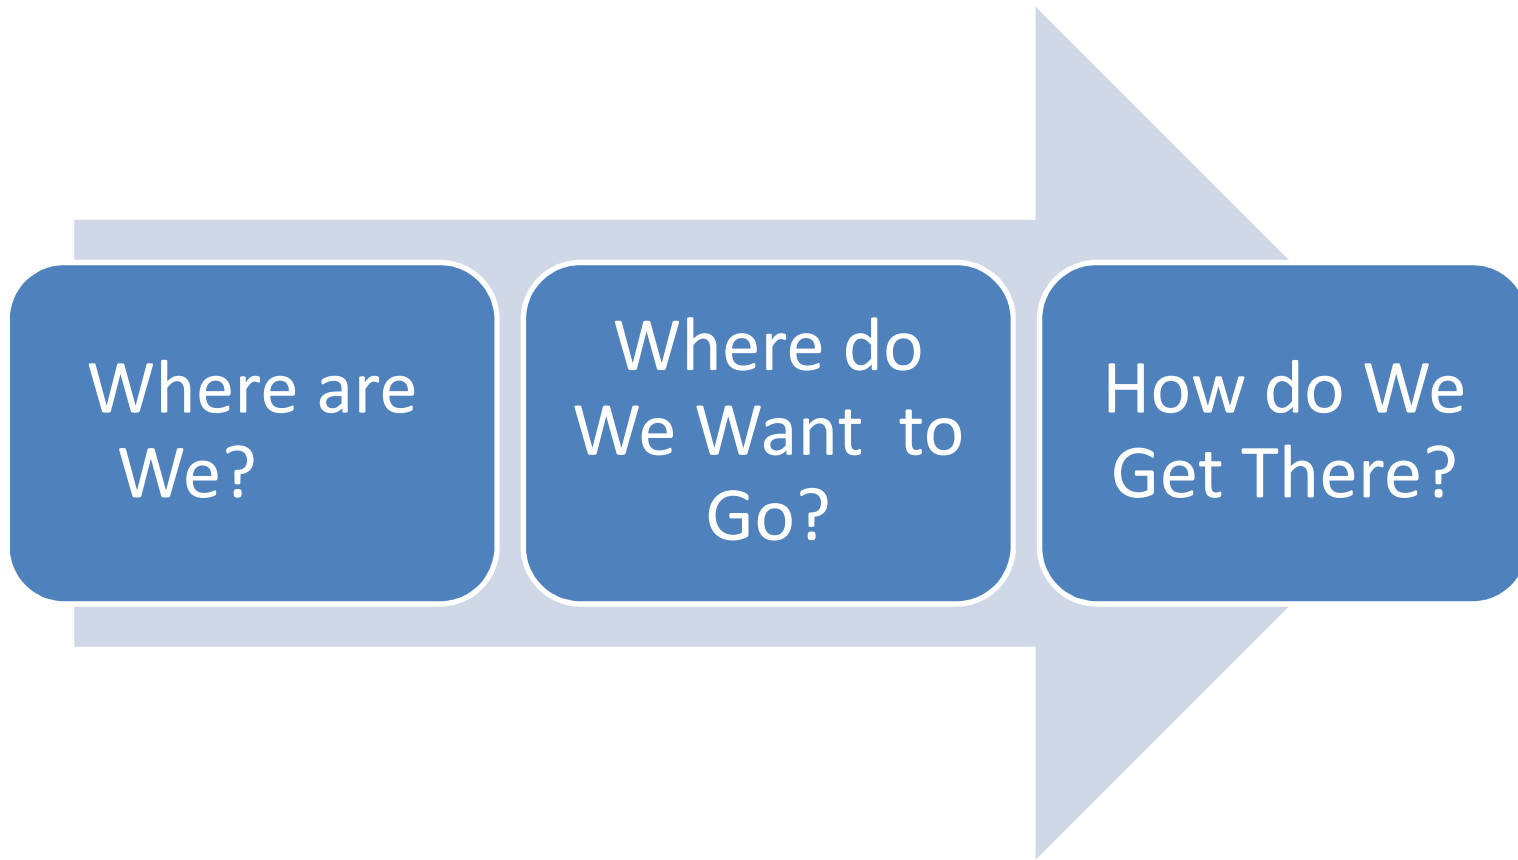 Where are
We?
Where do
We Want  to
Go?
How do We
Get There?